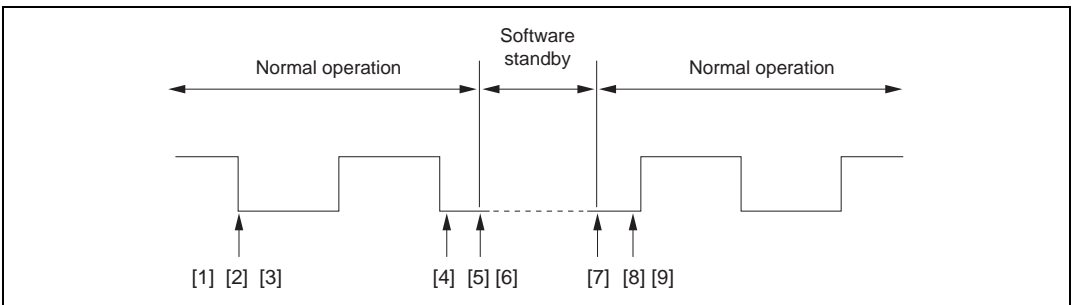 Software
standby
Normal operation
Normal operation
[1] [2] [3]
[4] [5] [6]
[7] [8] [9]